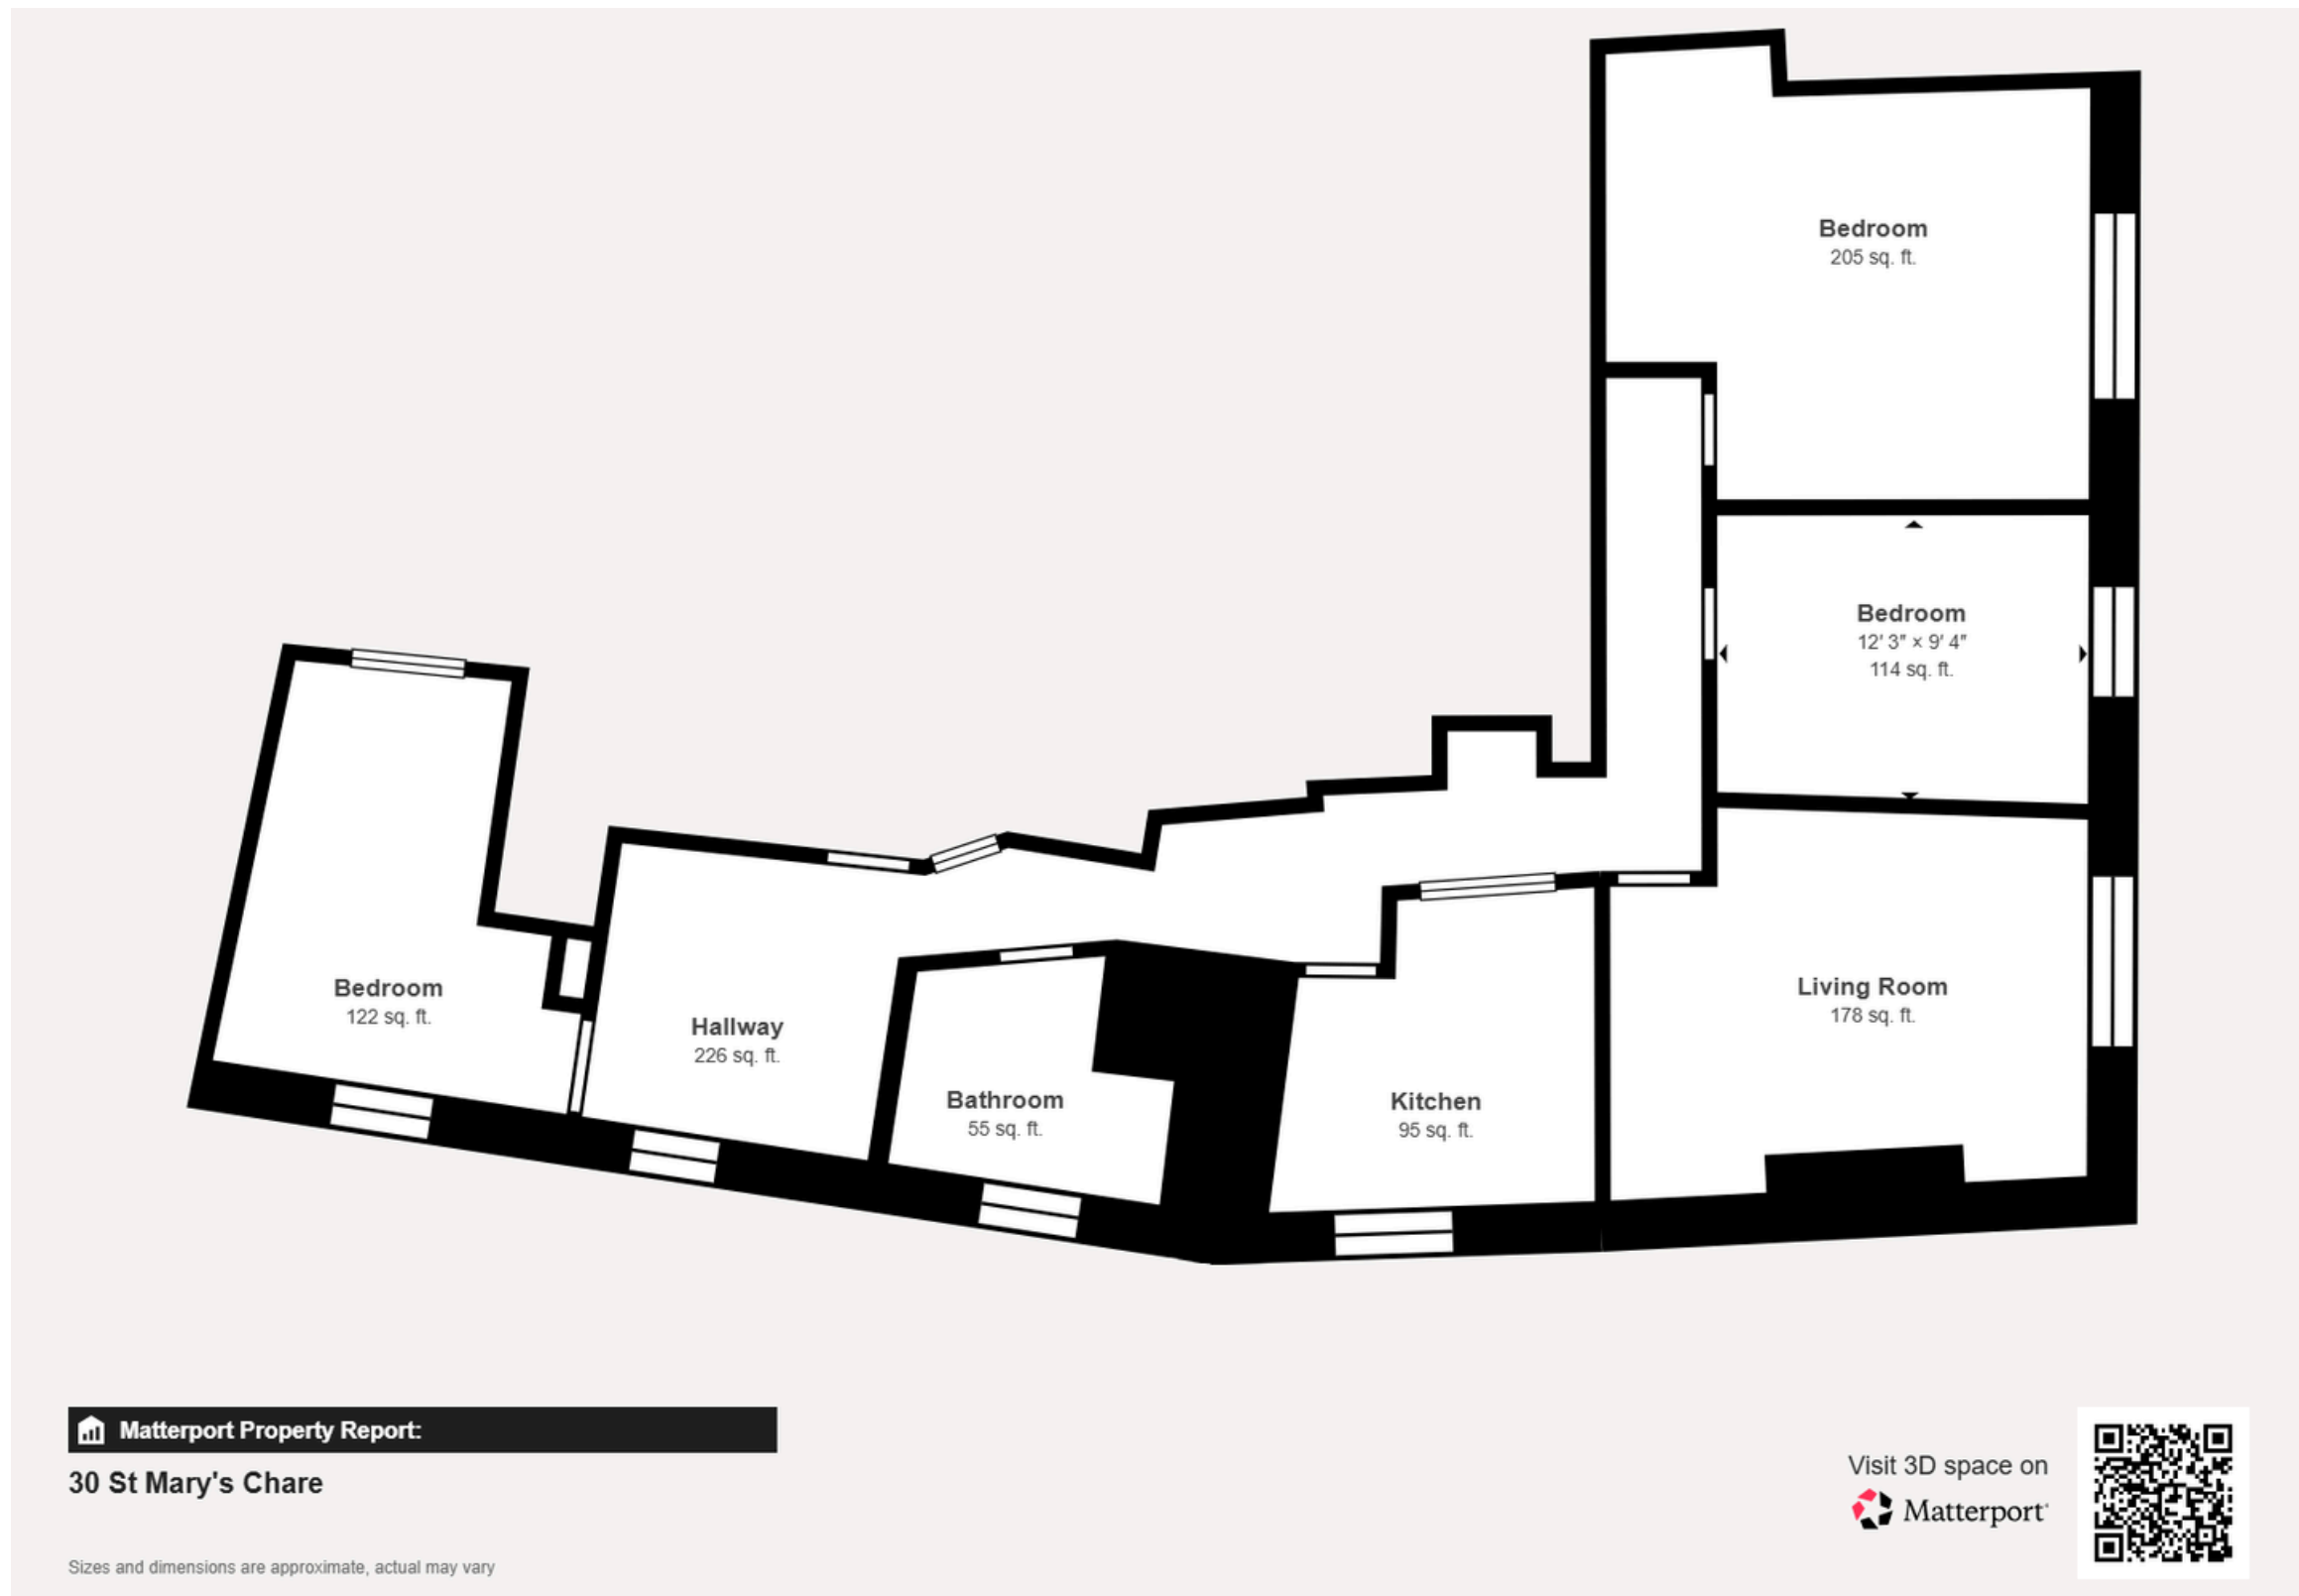 Bedroom
205 sq. ft.
Bedroom
12' 3" × 9' 4"
114 sq. ft.
Bedroom
122 sq. ft.
Hallway
226 sq. ft.
Bathroom
55 sq. ft.
Kitchen
95 sq. ft.
Living Room
178 sq. ft.
Matterport Property Report:
30 St Mary's Chare
Sizes and dimensions are approximate, actual may vary
Visit 3D space on
Matterport